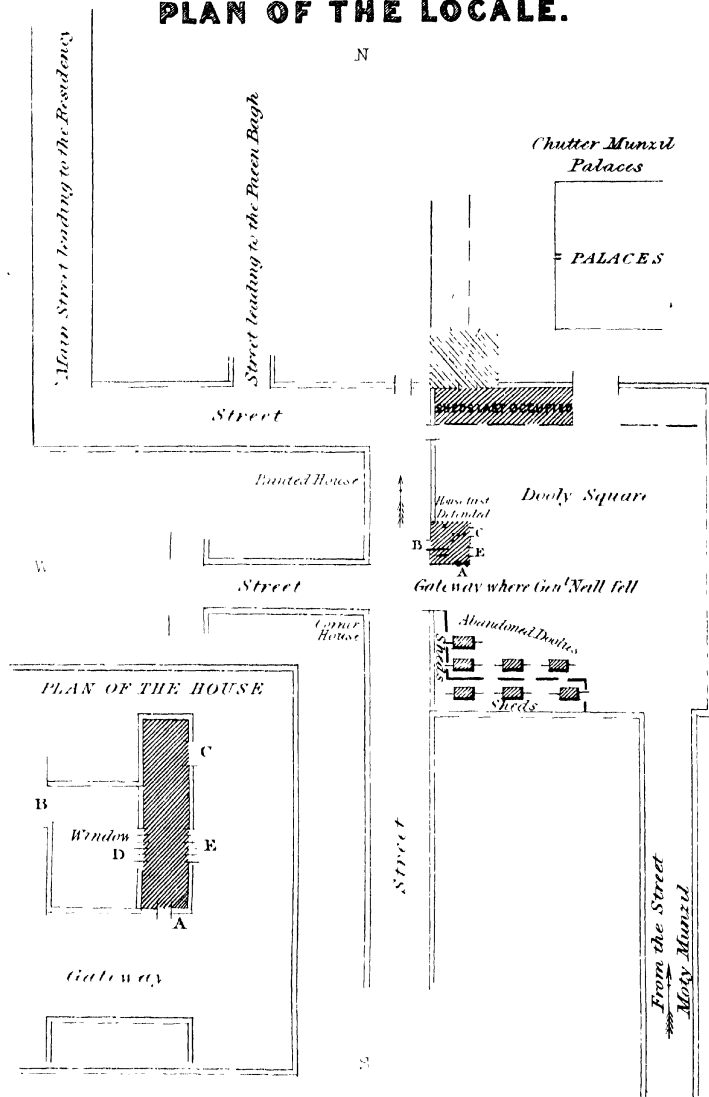 PLAN OF THE LOCALE.
N
Main Street leading to the Residency
Street leading to the Pareen Bagh
Chutter Munzil
Palaces
PALACES
Street
SHEDS LAST OCCUPIED
Painted House
House first
Defended
Dooly Square
B
C
E
A
W
Street
Gateway where Genl Neill fell
Corner
House
Abandoned Doolies
Sheds
Sheds
PLAN OF THE HOUSE
C
B
Window
D
E
A
Street
Gateway
From the Street
Moty Munzil
S